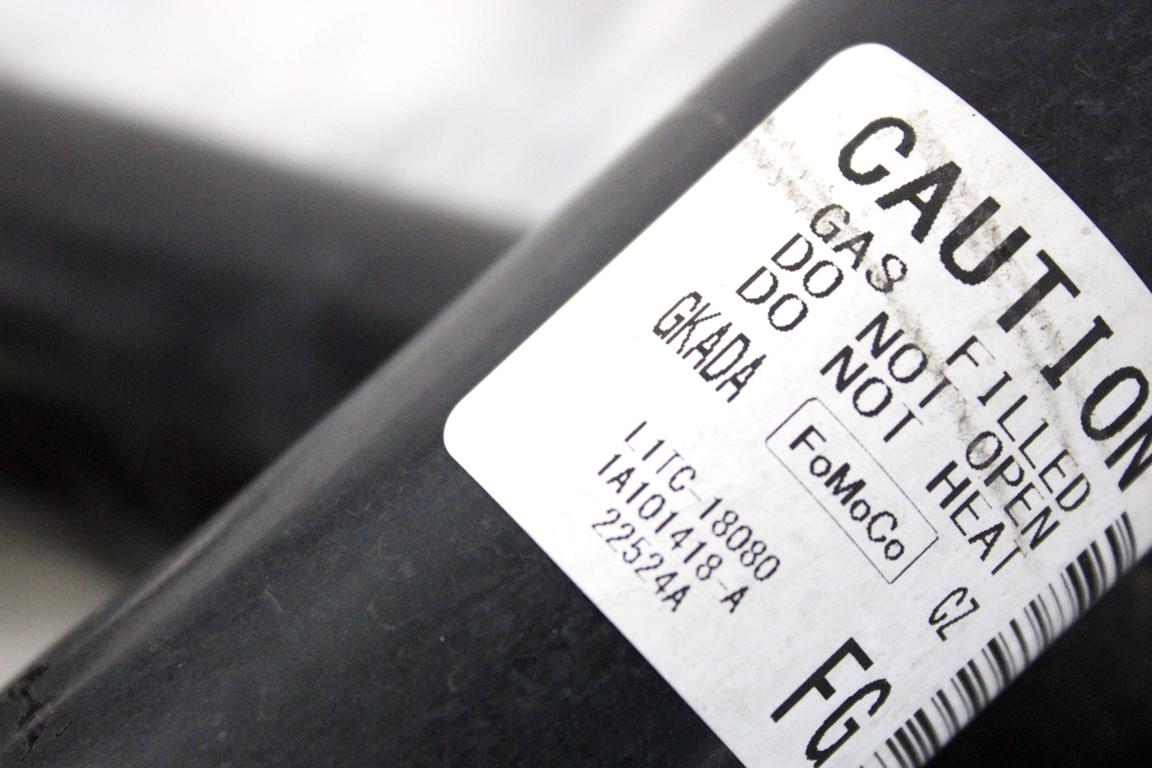 CAUTION
GAS FILLED
DO NOT OPEN
DO NOT HEAT
GKADA
FoMoCo
CZ
L1TC-18080
1A101418-A
22524A
FG